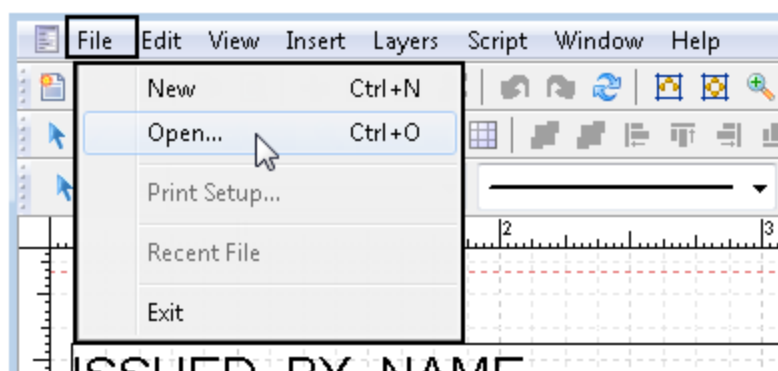 File Edit View Insert Layers Script Window Help
New Ctrl+N
Open... Ctrl+O
Print Setup...
2 3
Recent File
Exit
ISSUED BY NAME